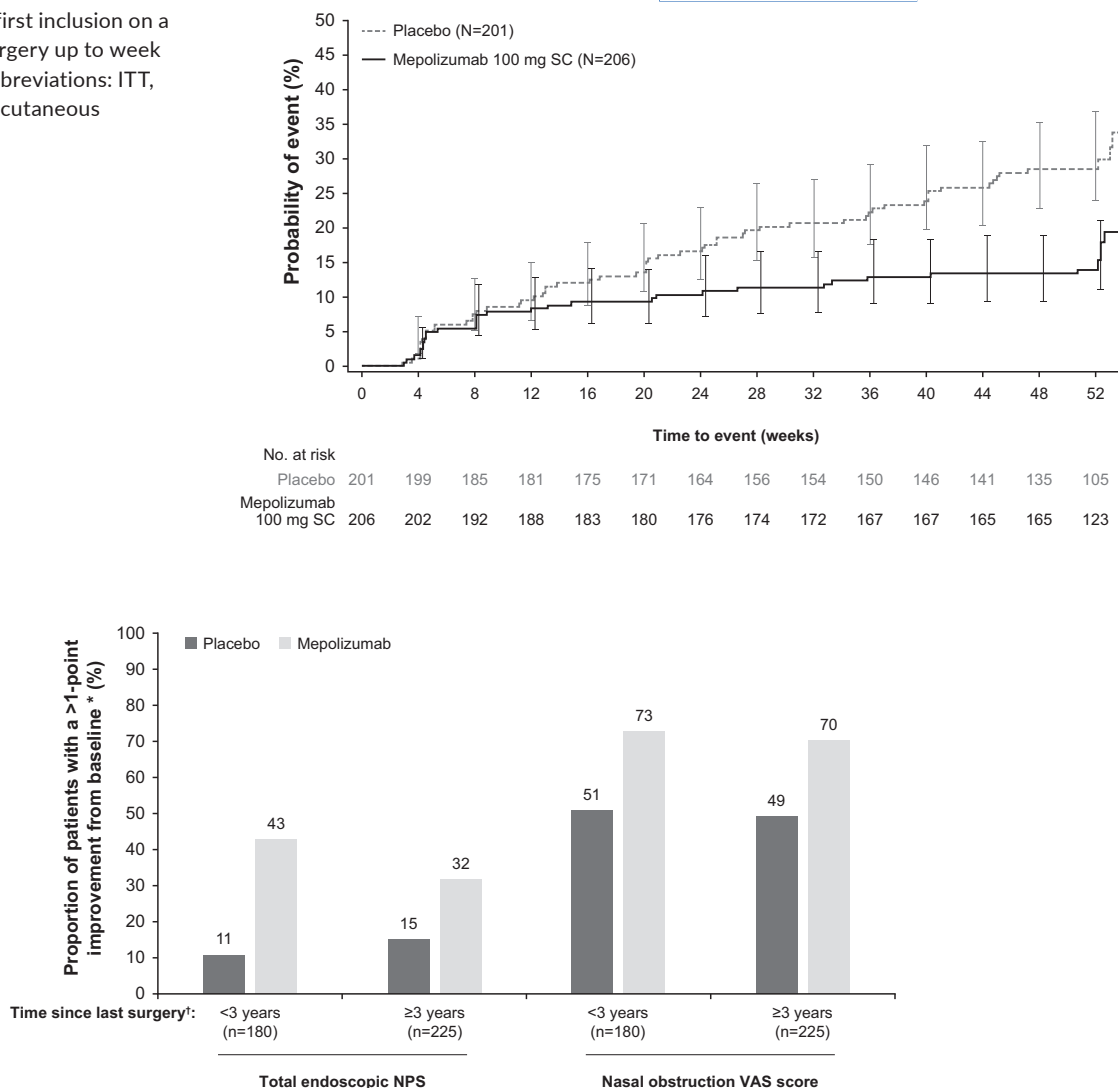 first inclusion on a
rgery up to week
breviations: ITT,
cutaneous
Probability of event (%)
50
45
40
35
30
25
20
15
10
5
0
Placebo (N=201)
Mepolizumab 100 mg SC (N=206)
0 4 8 12 16 20 24 28 32 36 40 44 48 52
Time to event (weeks)
No. at risk
Placebo 201 199 185 181 175 171 164 156 154 150 146 141 135 105
Mepolizumab
100 mg SC 206 202 192 188 183 180 176 174 172 167 167 165 165 123
Proportion of patients with a >1-point
improvement from baseline * (%)
100
90
80
70
60
50
40
30
20
10
0
Placebo Mepolizumab
11 43 15 32 51 73 49 70
Time since last surgery†: <3 years ≥3 years <3 years ≥3 years
(n=180) (n=225) (n=180) (n=225)
Total endoscopic NPS Nasal obstruction VAS score